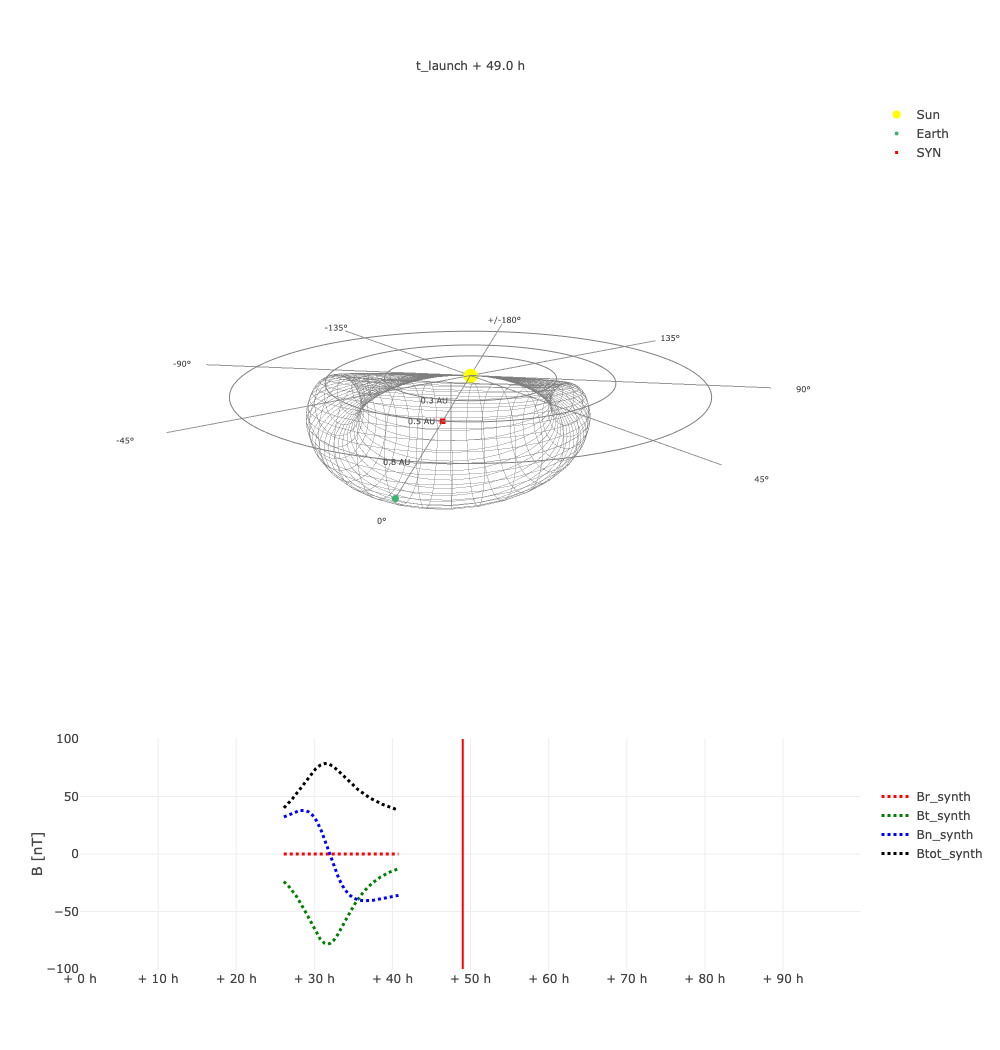 t_launch + 49.0 h
Sun
Earth
SYN
+/-180°
-135°
135°
-90°
90°
0.3 AU
0.5 AU
-45°
0.8 AU
45°
0°
100
50
0
−50
−100
B [nT]
+ 0 h
+ 10 h
+ 20 h
+ 30 h
+ 40 h
+ 50 h
+ 60 h
+ 70 h
+ 80 h
+ 90 h
Br_synth
Bt_synth
Bn_synth
Btot_synth